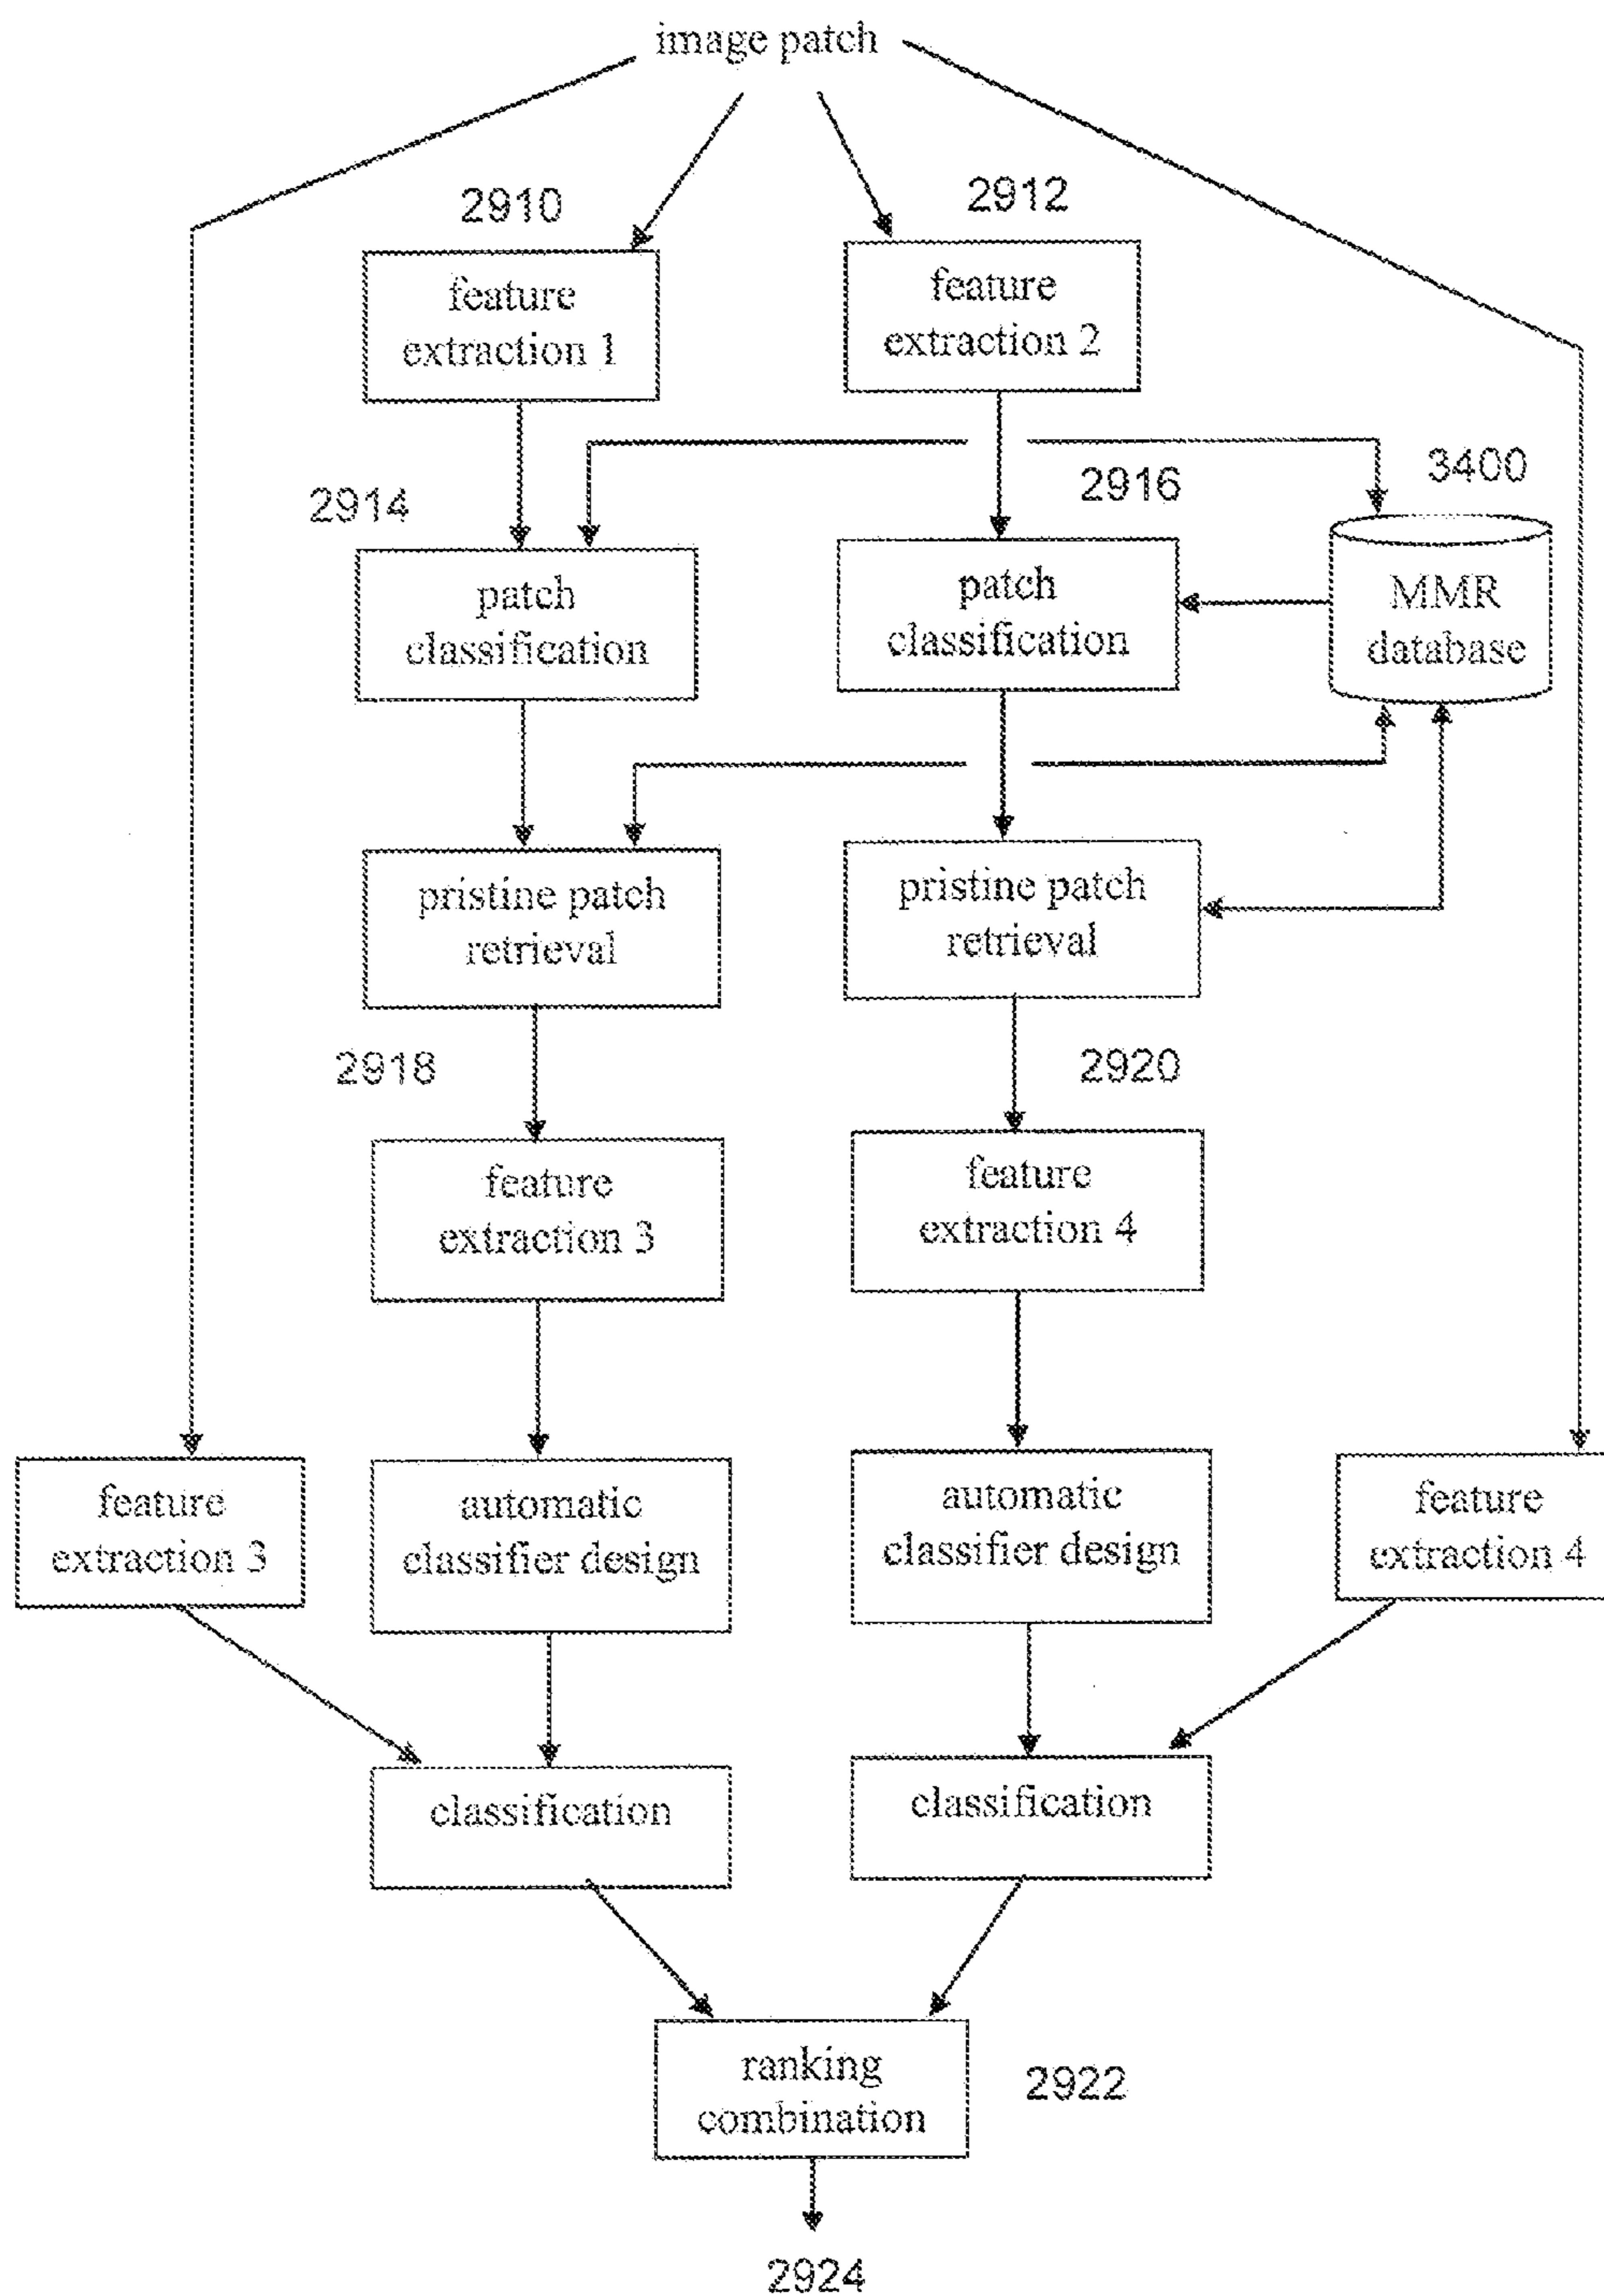 image patch
2910
2912
feature
extraction 1
feature
extraction 2
2914
2916
3400
patch
classification
patch
classification
MMR
database
pristine patch
retrieval
pristine patch
retrieval
2918
2920
feature
extraction 3
feature
extraction 4
feature
extraction 3
automatic
classifier design
automatic
classifier design
feature
extraction 4
classification
classification
ranking
combination
2922
2924